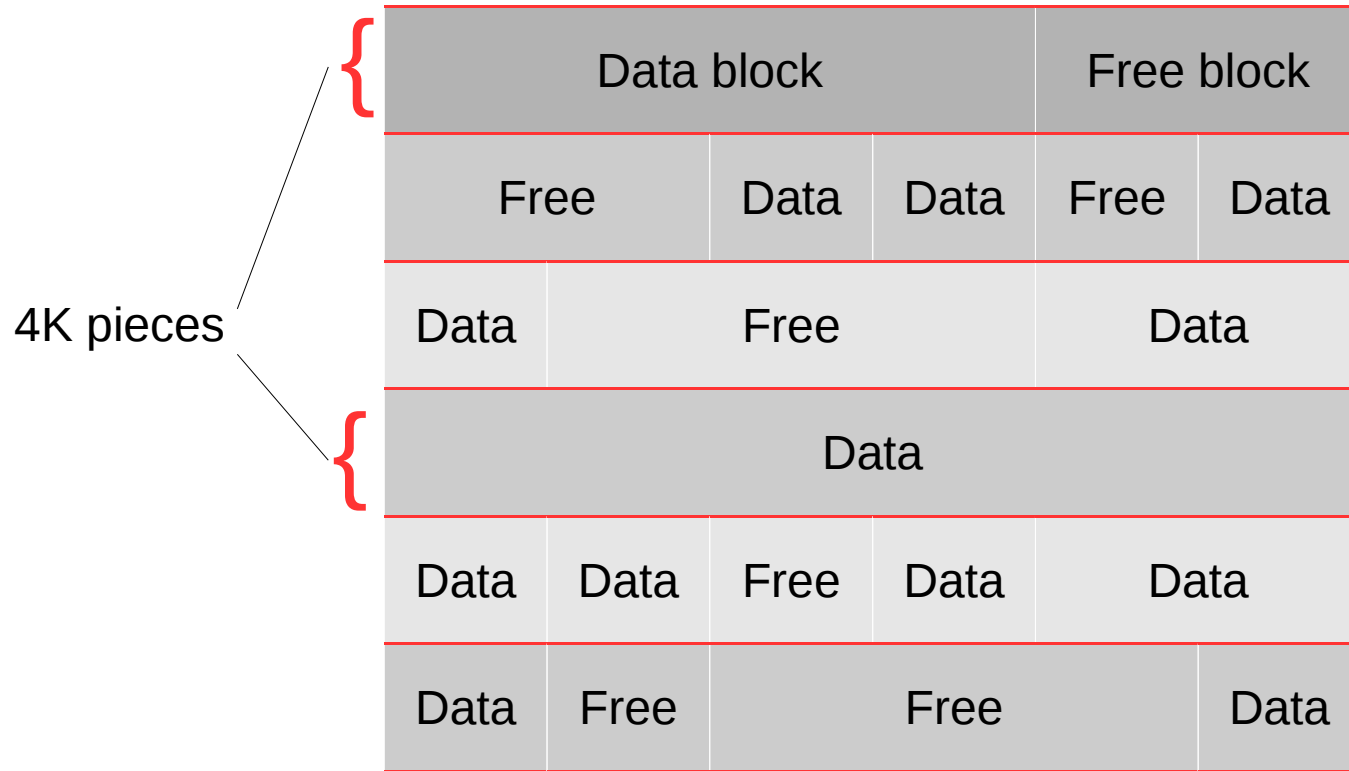 Data block Free block
Free Data Data Free Data
4K pieces
Data Free Data
Data
Data Data Free Data Data
Data Free Free Data